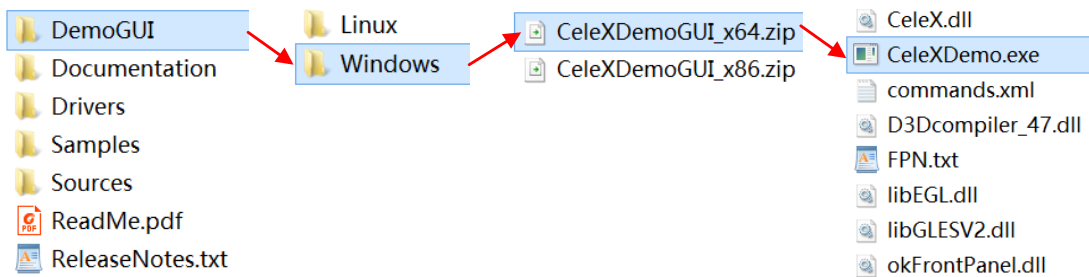 DemoGUI
Documentation
Drivers
Samples
Sources
ReadMe.pdf
ReleaseNotes.txt
Linux
Windows
CeleXDemoGUI_x64.zip
CeleXDemoGUI_x86.zip
CeleX.dll
CeleXDemo.exe
commands.xml
D3Dcompiler_47.dll
FPN.txt
libEGL.dll
libGLESV2.dll
okFrontPanel.dll